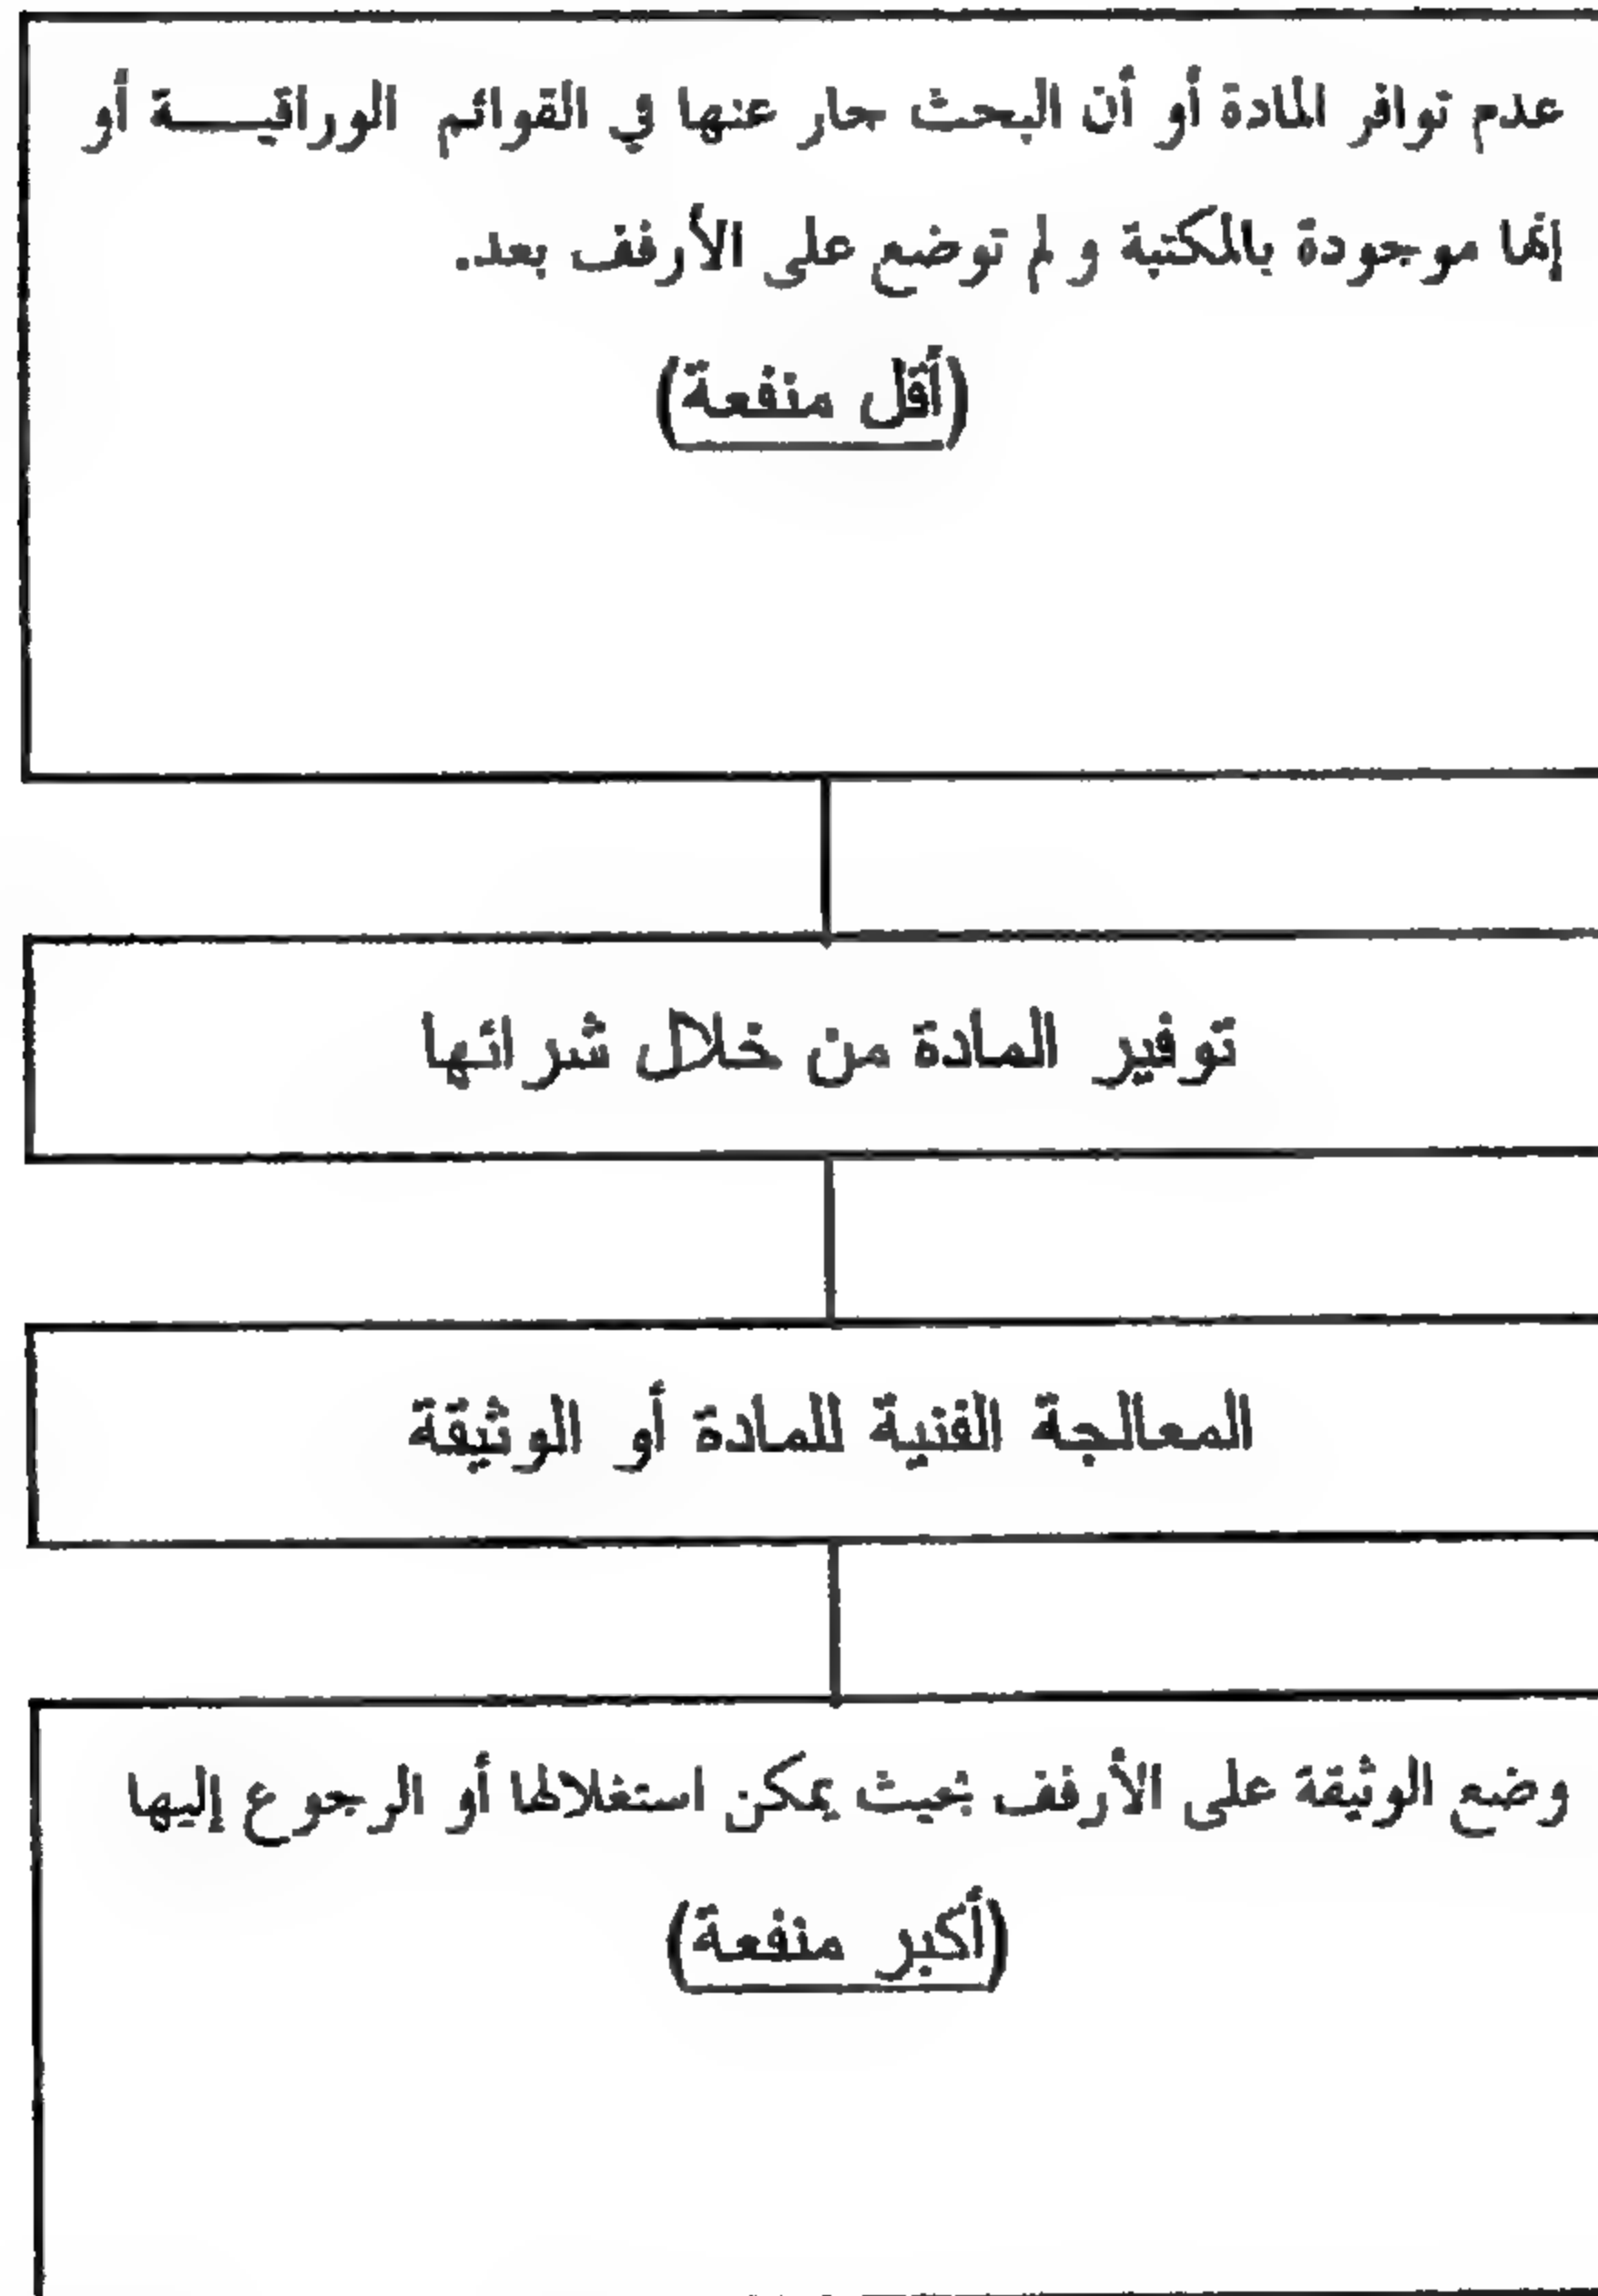 عدم توافر المادة أو أن البحث جار عنها في القوائم الوراقيـــة أو
إنها موجودة بالمكتبة و لم توضع على الأرفف بعد.
(أقل منفعة)
توفير المادة من خلال شرائها
المعالجة الفنية للمادة أو الوثيقة
وضع الوثيقة على الأرفف بحيث يمكن استغلالها أو الرجوع إليها
(أكبر منفعة)